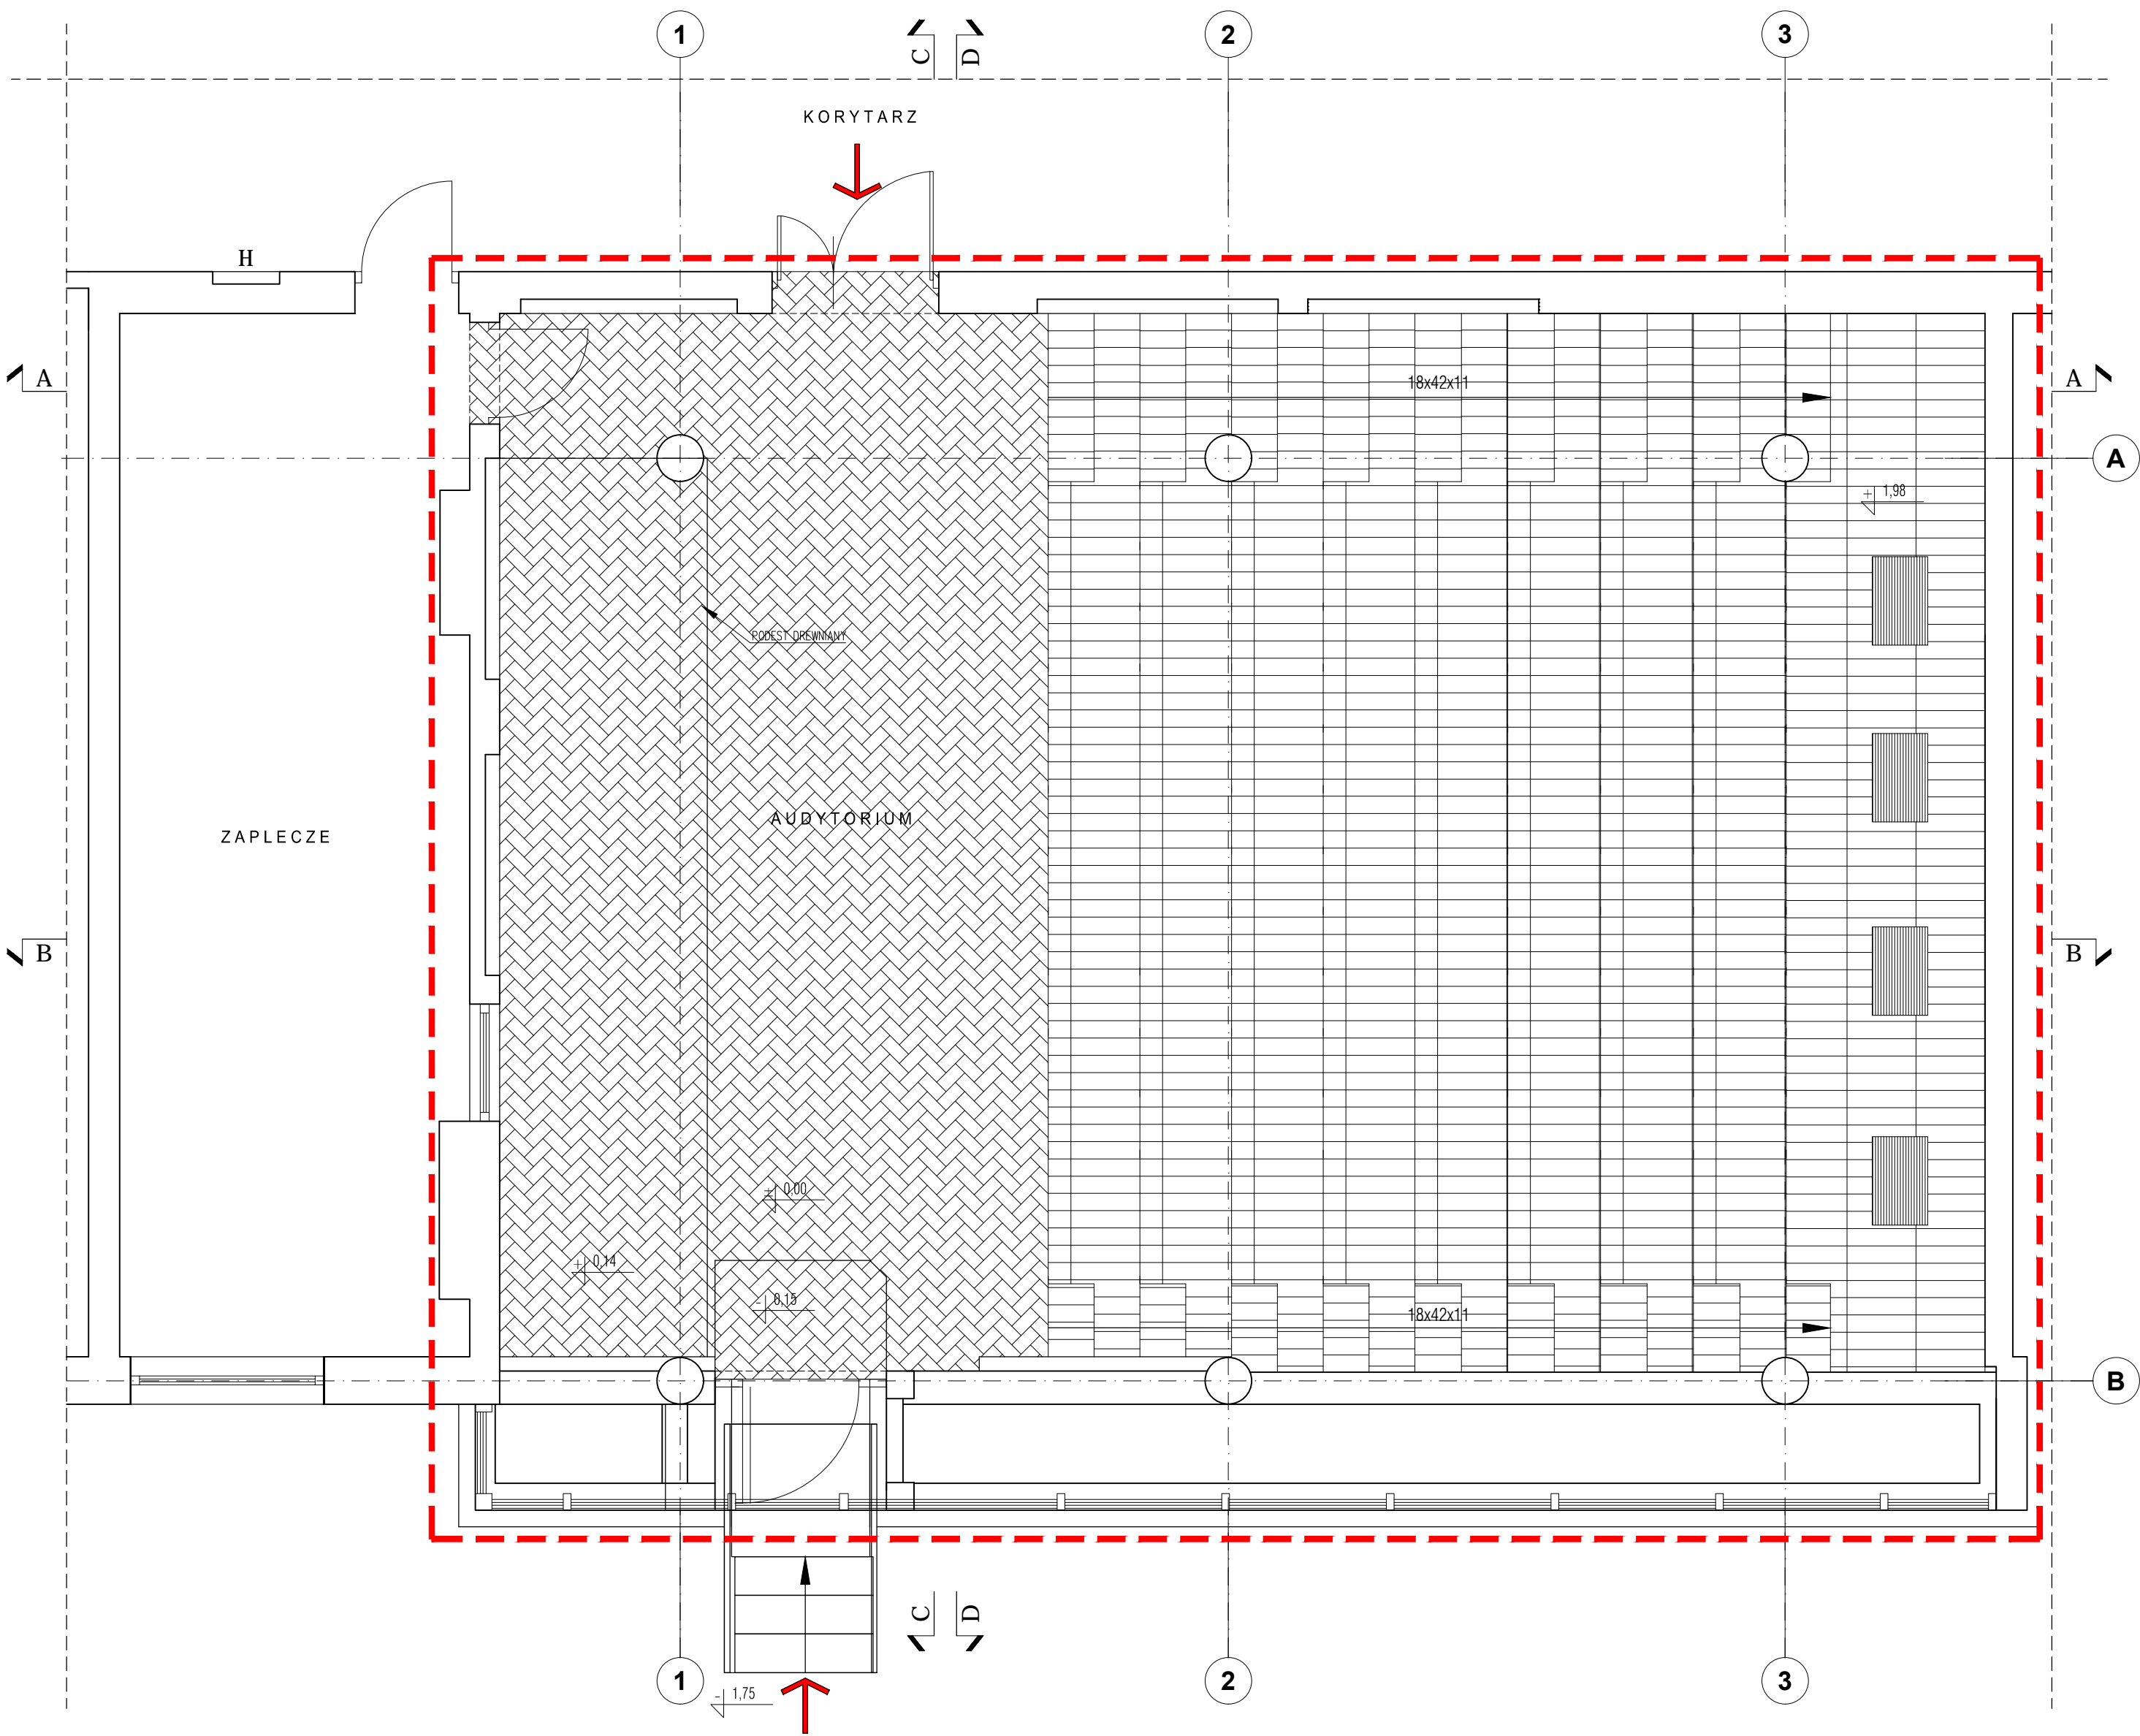 1
2
3
C
D
KORYTARZ
H
A
A
18x42x11
A
+ 1,98
PODEST DREWNIANY
AUDYTORIUM
ZAPLECZE
B
B
± 0,00
+ 0,14
- 0,15
18x42x11
B
C
D
1
2
3
- 1,75